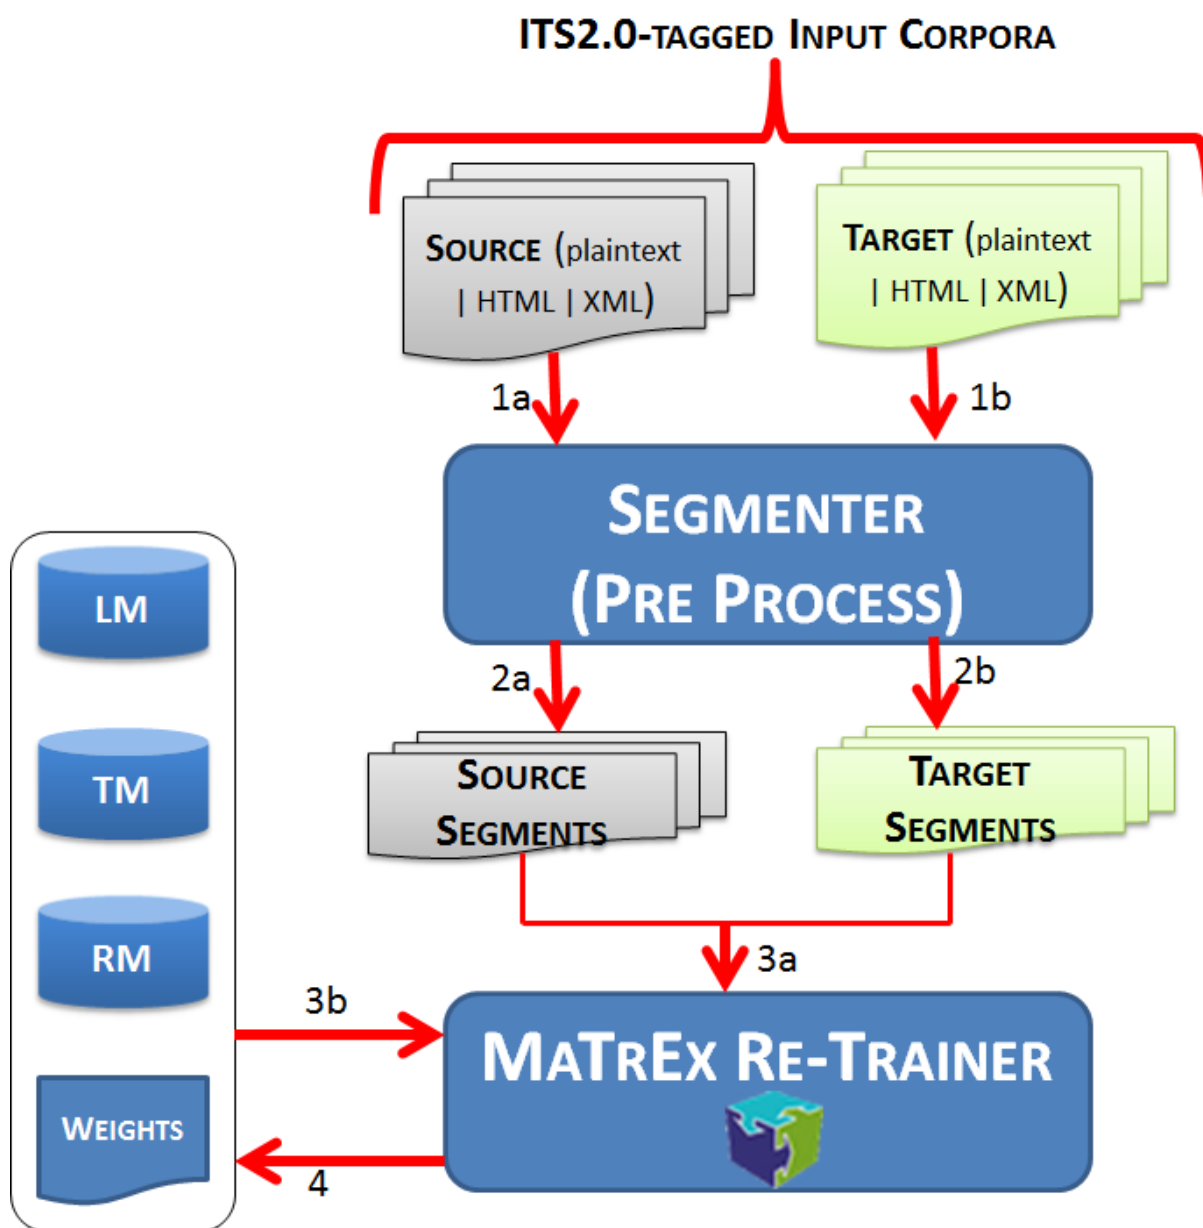 ITS2.0-TAGGED INPUT CORPORA
SOURCE (plaintext
| HTML | XML)
TARGET (plaintext
| HTML | XML)
1a
1b
SEGMENTER
(PRE PROCESS)
2a
2b
SOURCE
SEGMENTS
TARGET
SEGMENTS
3a
LM
TM
RM
WEIGHTS
3b
4
MATREX RE-TRAINER